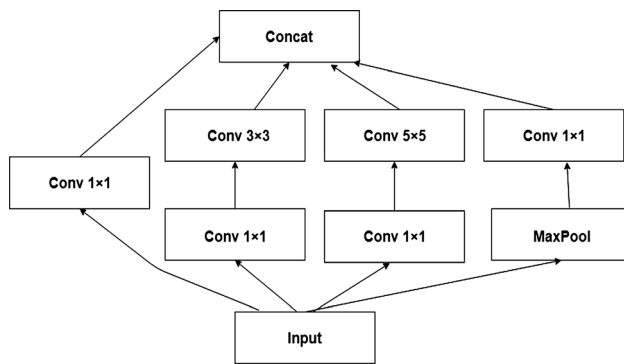 Concat
Conv 3×3
Conv 5×5
Conv 1×1
Conv 1×1
Conv 1×1
Conv 1×1
MaxPool
Input